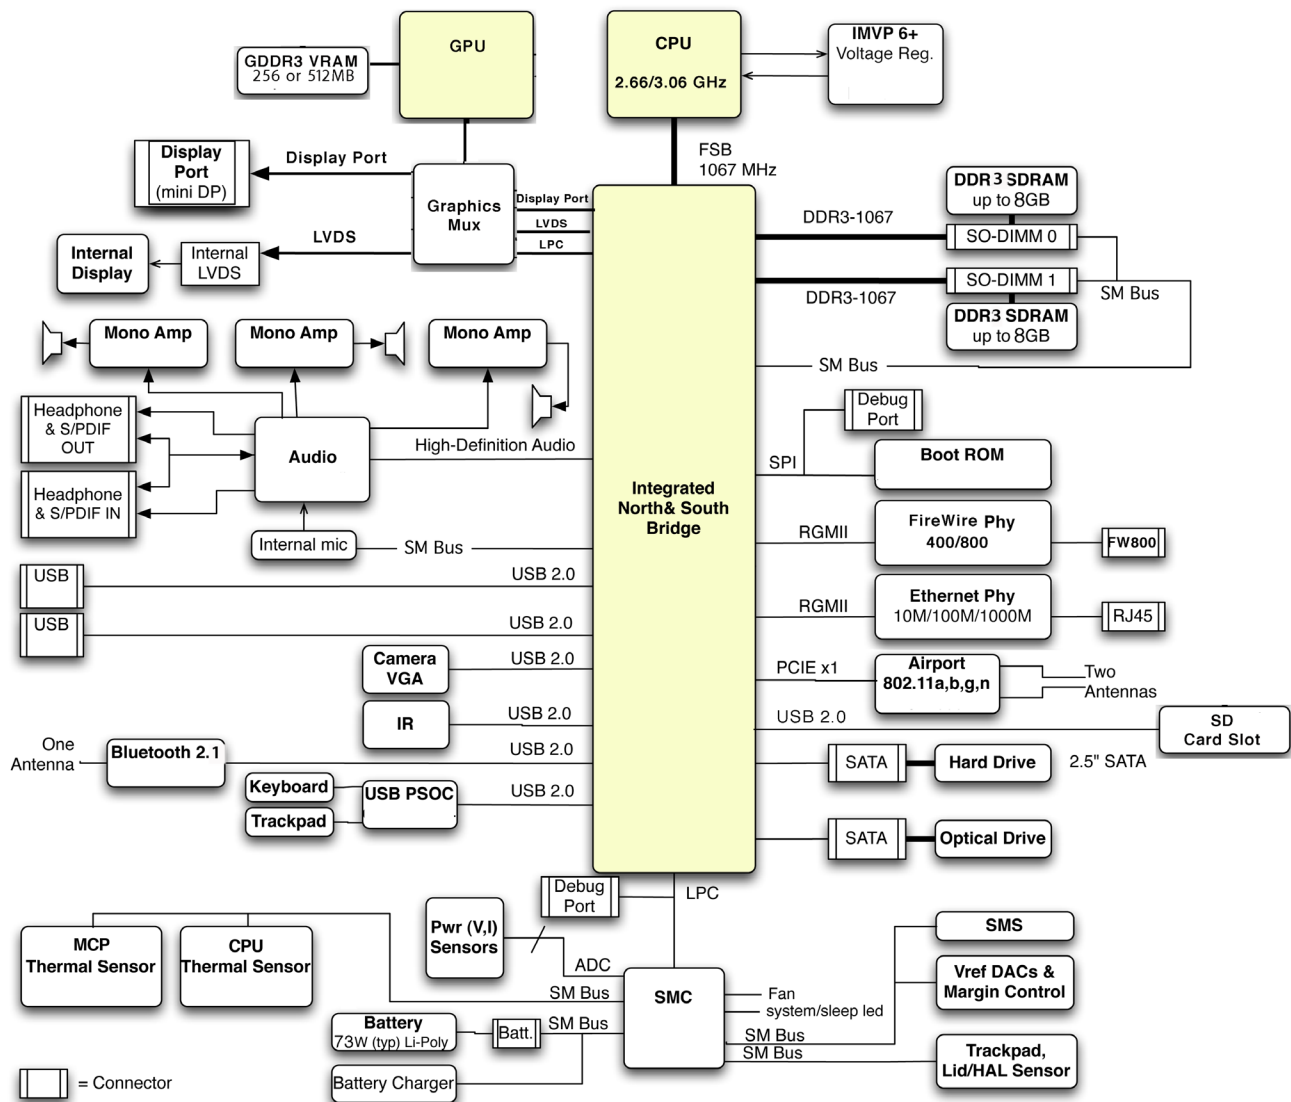 GPU
CPU
2.66/3.06 GHz
IMVP 6+
Voltage Reg.
GDDR3 VRAM
256 or 512MB
FSB
1067 MHz
Display
Port
(mini DP)
Display Port
Graphics
Mux
Display Port
LVDS
LPC
LVDS
Internal
LVDS
Internal
Display
DDR3 SDRAM
up to 8GB
DDR3-1067
SO-DIMM 0
SO-DIMM 1
DDR3-1067
SM Bus
DDR3 SDRAM
up to 8GB
SM Bus
Mono Amp
Mono Amp
Mono Amp
Headphone
& S/PDIF
OUT
Headphone
& S/PDIF IN
Audio
High-Definition Audio
Internal mic
SM Bus
Integrated
North& South
Bridge
Debug
Port
SPI
Boot ROM
RGMII
FireWire Phy
400/800
FW800
RGMII
Ethernet Phy
10M/100M/1000M
RJ45
PCIE x1
Airport
802.11a,b,g,n
Two
Antennas
USB 2.0
SD
Card Slot
SATA
Hard Drive
2.5" SATA
SATA
Optical Drive
USB
USB 2.0
USB
USB 2.0
Camera
VGA
USB 2.0
IR
USB 2.0
One
Antenna
Bluetooth 2.1
USB 2.0
Keyboard
Trackpad
USB PSOC
USB 2.0
Debug
Port
LPC
Pwr (V,I)
Sensors
ADC
MCP
Thermal Sensor
CPU
Thermal Sensor
SM Bus
SMC
Fan
system/sleep led
SM Bus
SM Bus
SMS
Vref DACs &
Margin Control
Trackpad,
Lid/HAL Sensor
Battery
73W (typ) Li-Poly
Batt.
SM Bus
Battery Charger
= Connector